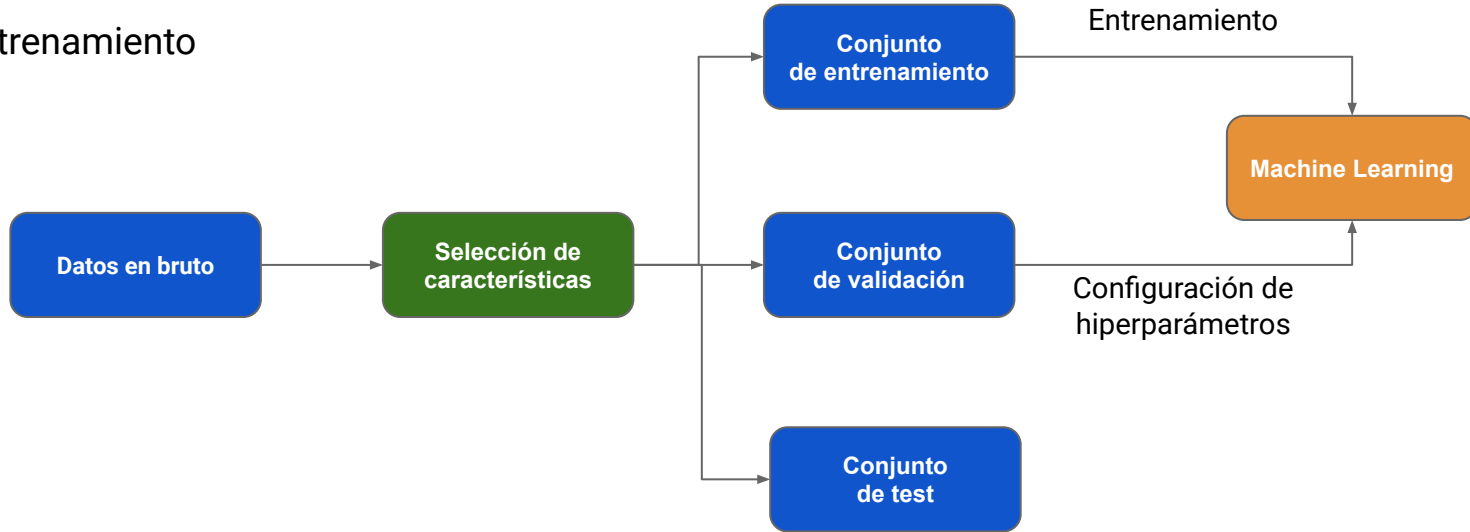 trenamiento
Entrenamiento
Conjunto
de entrenamiento
Machine Learning
Datos en bruto
Selección de
características
Conjunto
de validación
Configuración de
hiperparámetros
Conjunto
de test